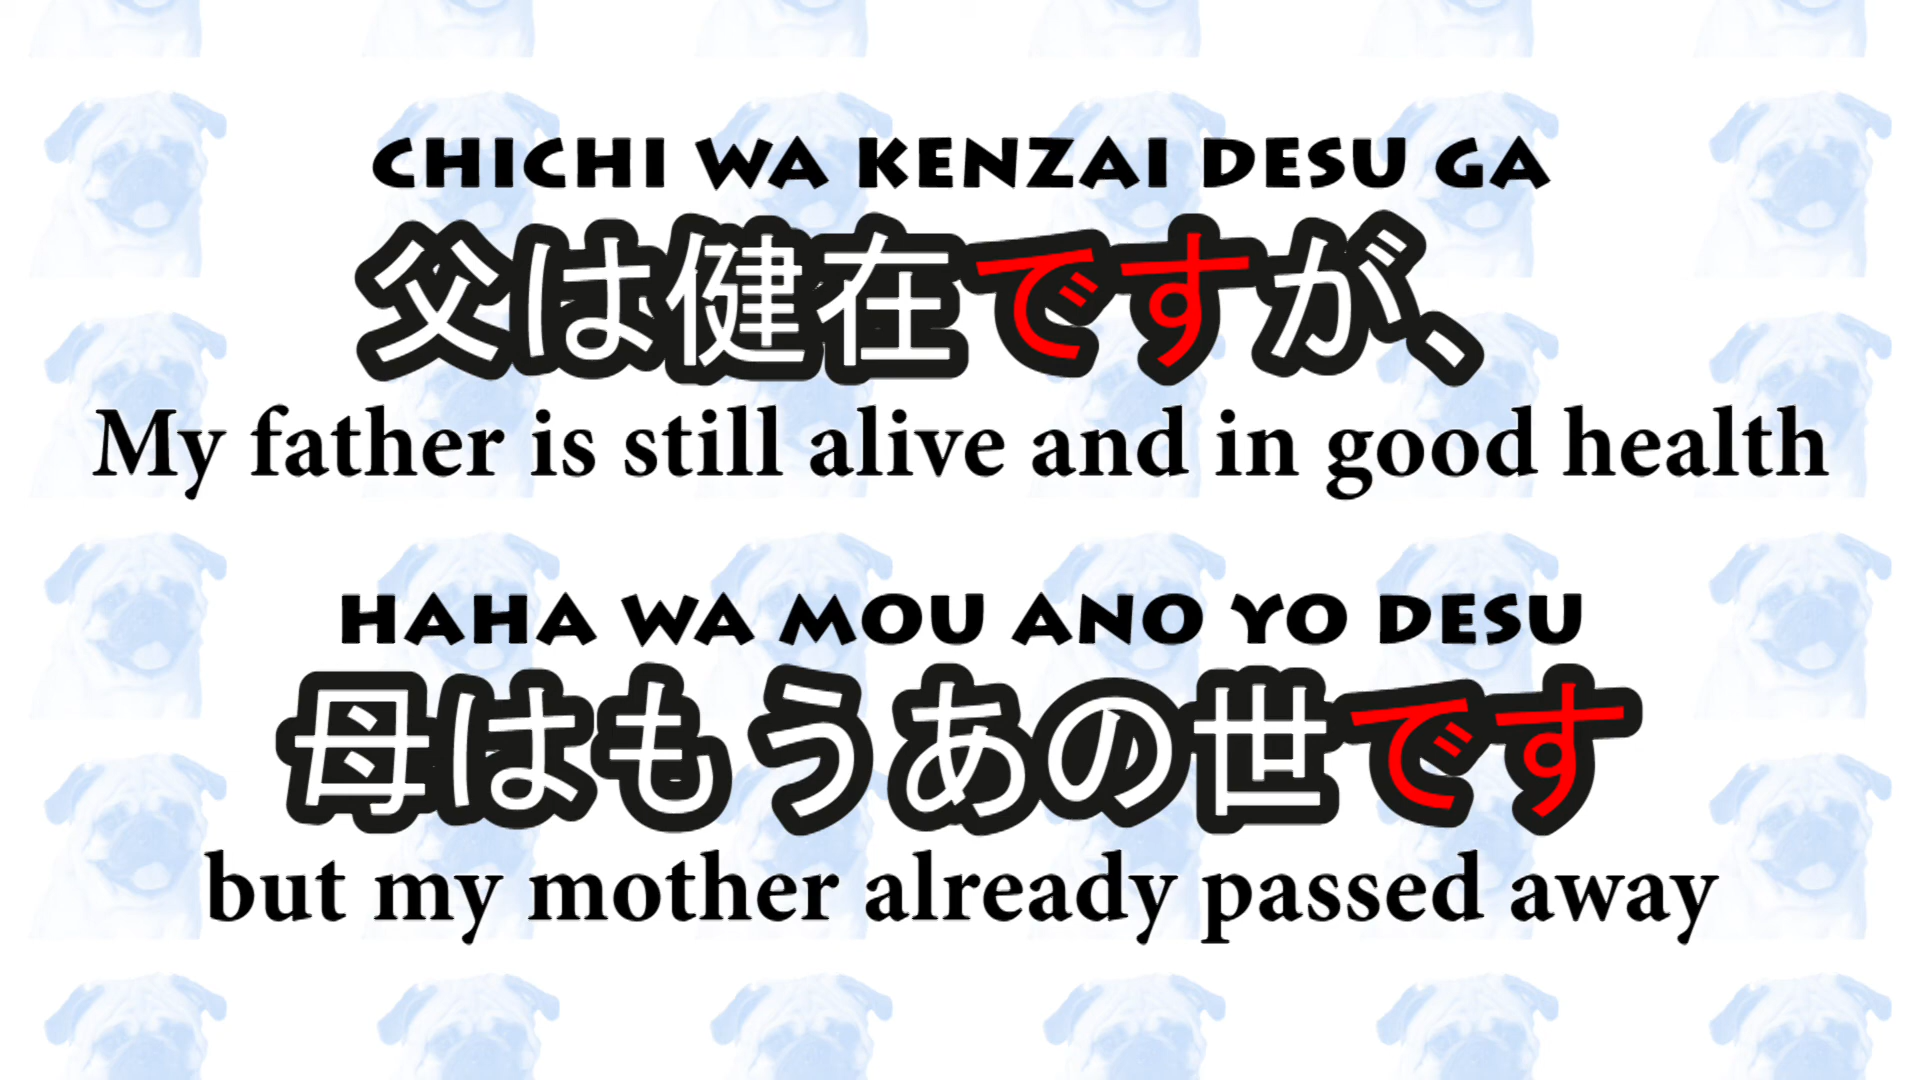 CHICHI WA KENZAI DESU GA
父は健在ですが、
My father is still alive and in good health
HAHA WA MOU ANO YO DESU
母はもうあの世です
but my mother already passed away